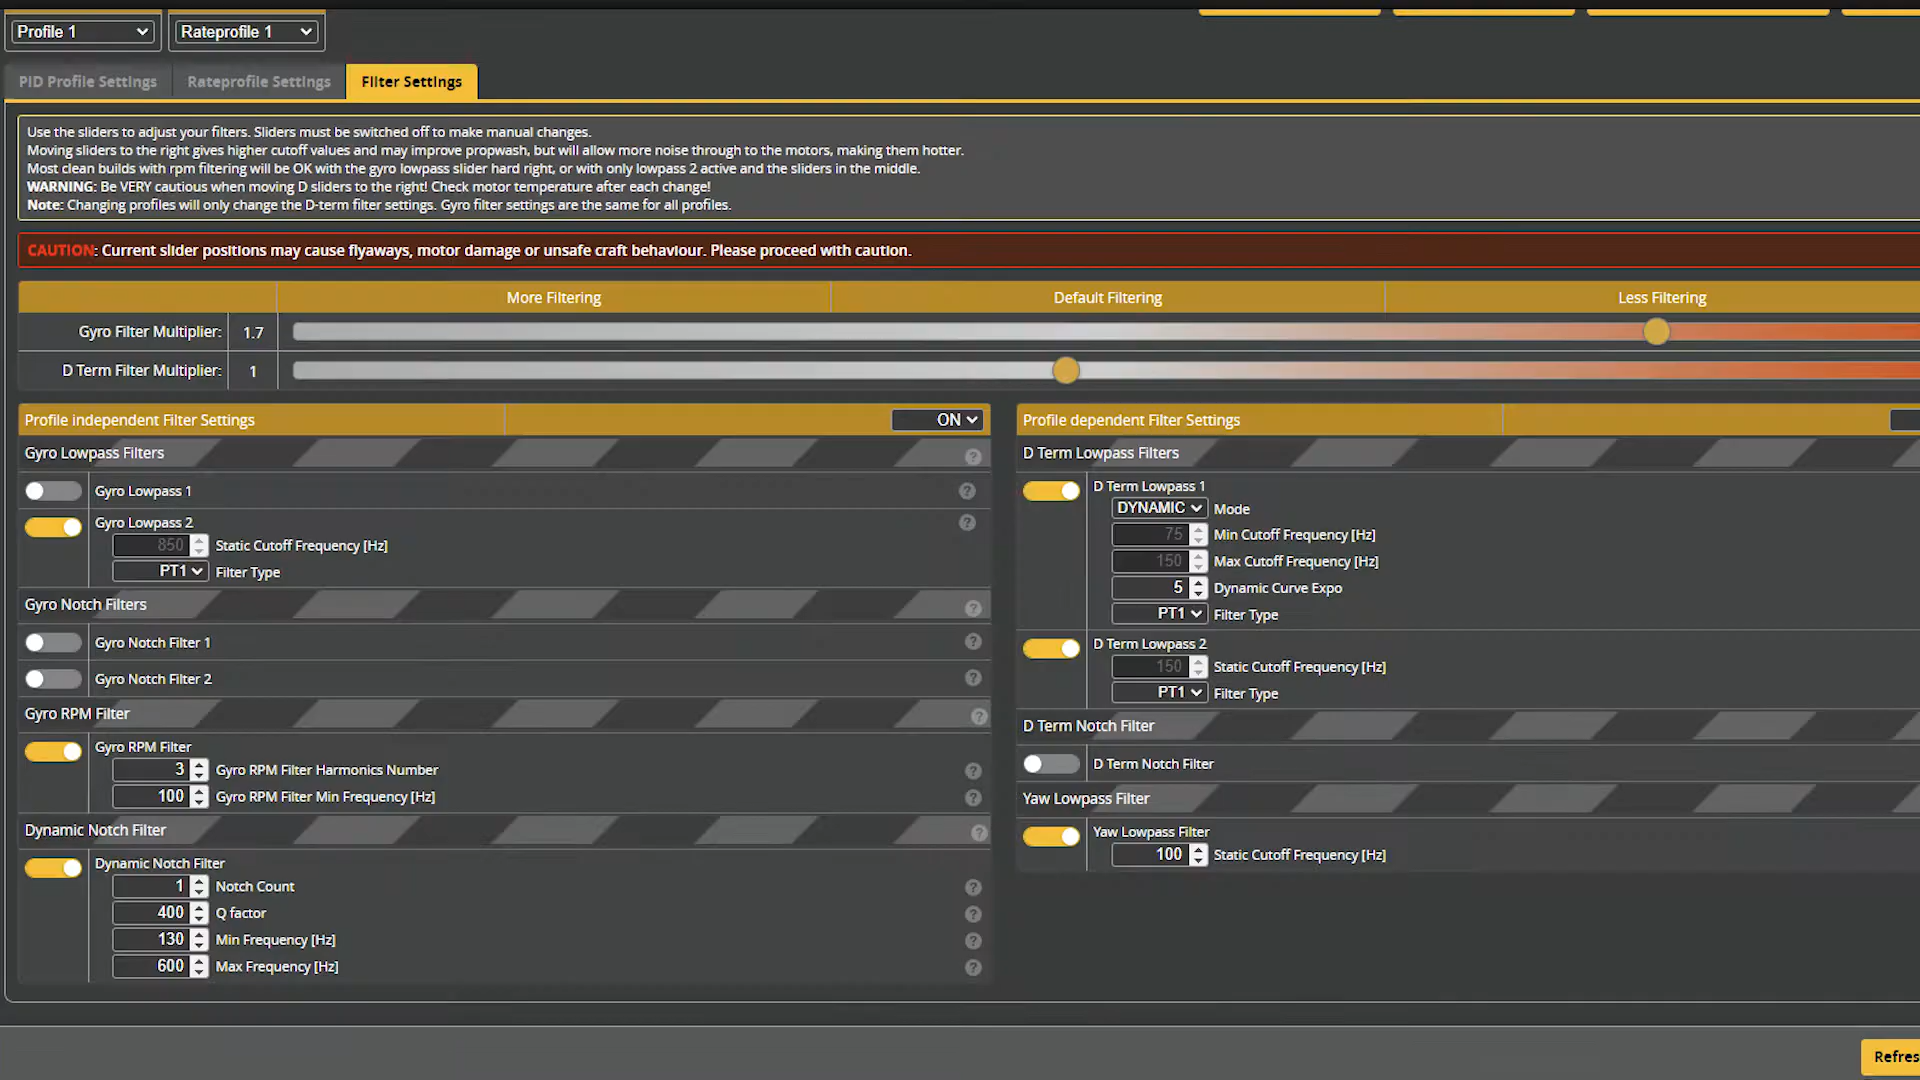 Profile 1
Rateprofile 1
PID Profile Settings
Rateprofile Settings
Filter Settings
Use the sliders to adjust your filters. Sliders must be switched off to make manual changes.
Moving sliders to the right gives higher cutoff values and may improve propwash, but will allow more noise through to the motors, making them hotter.
Most clean builds with rpm filtering will be OK with the gyro lowpass slider hard right, or with only lowpass 2 active and the sliders in the middle.
WARNING: Be VERY cautious when moving D sliders to the right! Check motor temperature after each change!
Note: Changing profiles will only change the D-term filter settings. Gyro filter settings are the same for all profiles.
CAUTION: Current slider positions may cause flyaways, motor damage or unsafe craft behaviour. Please proceed with caution.
More Filtering
Default Filtering
Less Filtering
Gyro Filter Multiplier: 1.7
D Term Filter Multiplier: 1
Profile independent Filter Settings
ON
Gyro Lowpass Filters
?
Gyro Lowpass 1
?
Gyro Lowpass 2
?
850 Static Cutoff Frequency [Hz]
PT1 Filter Type
Gyro Notch Filters
?
Gyro Notch Filter 1
?
Gyro Notch Filter 2
?
Gyro RPM Filter
?
Gyro RPM Filter
3 Gyro RPM Filter Harmonics Number
?
100 Gyro RPM Filter Min Frequency [Hz]
?
Dynamic Notch Filter
?
Dynamic Notch Filter
1 Notch Count
?
400 Q factor
?
130 Min Frequency [Hz]
?
600 Max Frequency [Hz]
?
Profile dependent Filter Settings
D Term Lowpass Filters
D Term Lowpass 1
DYNAMIC Mode
75 Min Cutoff Frequency [Hz]
150 Max Cutoff Frequency [Hz]
5 Dynamic Curve Expo
PT1 Filter Type
D Term Lowpass 2
150 Static Cutoff Frequency [Hz]
PT1 Filter Type
D Term Notch Filter
D Term Notch Filter
Yaw Lowpass Filter
Yaw Lowpass Filter
100 Static Cutoff Frequency [Hz]
Refres